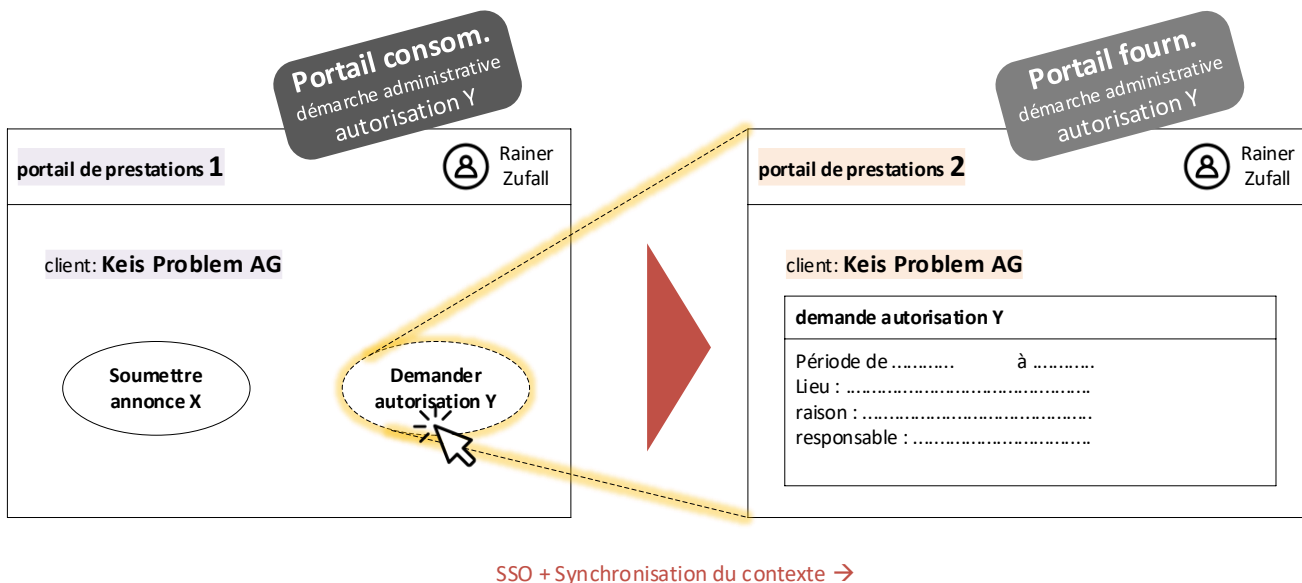 Portail consom.
démarche administrative
autorisation Y
Portail fourn.
démarche administrative
autorisation Y
portail de prestations 1
Rainer
Zufall
portail de prestations 2
Rainer
Zufall
client: Keis Problem AG
Soumettre
annonce X
Demander
autorisation Y
client: Keis Problem AG
demande autorisation Y
Période de ............ à ............
Lieu : ..............................................
raison : ...........................................
responsable : ..................................
SSO + Synchronisation du contexte →